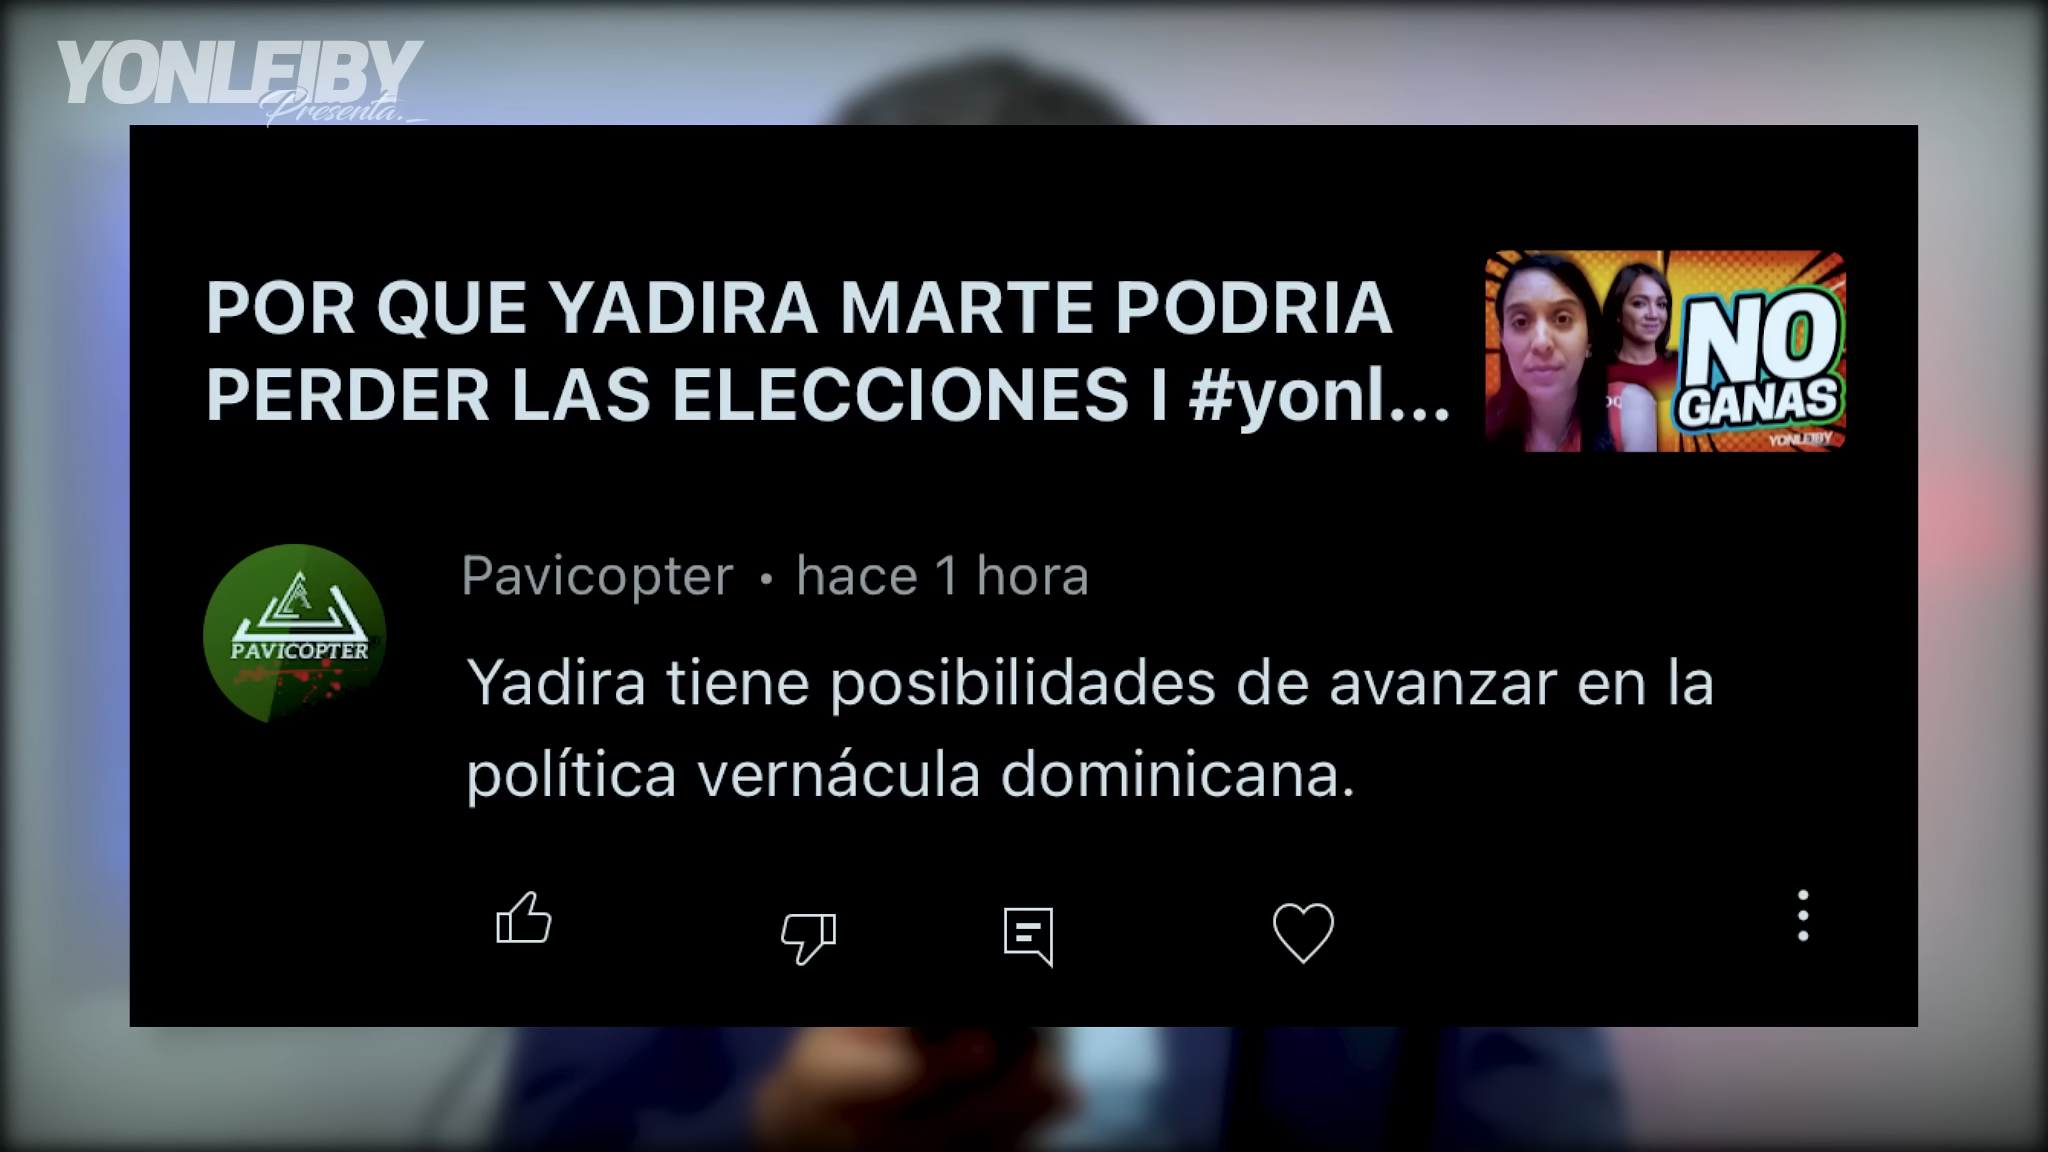 YONLEIBY
Presenta.
POR QUE YADIRA MARTE PODRIA
PERDER LAS ELECCIONES I #yonl...
NO
GANAS
YONLEIBY
PAVICOPTER
Pavicopter • hace 1 hora
Yadira tiene posibilidades de avanzar en la
política vernácula dominicana.